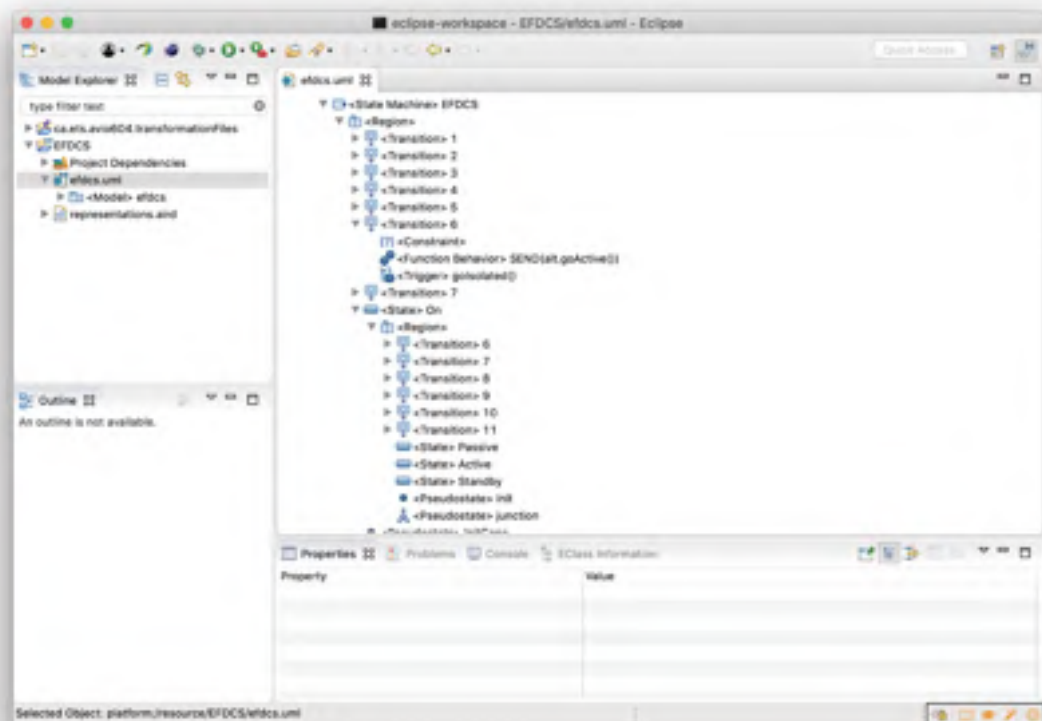 eclipse-workspace - EFDCS/efdcs.uml - Eclipse
Quick Access
Model Explorer
type filter text
ca.ets.avio604.transformationFiles
EFDCS
Project Dependencies
efdcs.uml
<Model> efdcs
representations.aird
Outline
An outline is not available.
efdcs.uml
<State Machine> EFDCS
<Region>
<Transition> 1
<Transition> 2
<Transition> 3
<Transition> 4
<Transition> 5
<Transition> 6
<Constraint>
<Function Behavior> SEND(alt.goActive())
<Trigger> goIsolated()
<Transition> 7
<State> On
<Region>
<Transition> 6
<Transition> 7
<Transition> 8
<Transition> 9
<Transition> 10
<Transition> 11
<State> Passive
<State> Active
<State> Standby
<Pseudostate> init
<Pseudostate> junction
Properties
Problems
Console
EClass Information
Property Value
Selected Object: platform:/resource/EFDCS/efdcs.uml